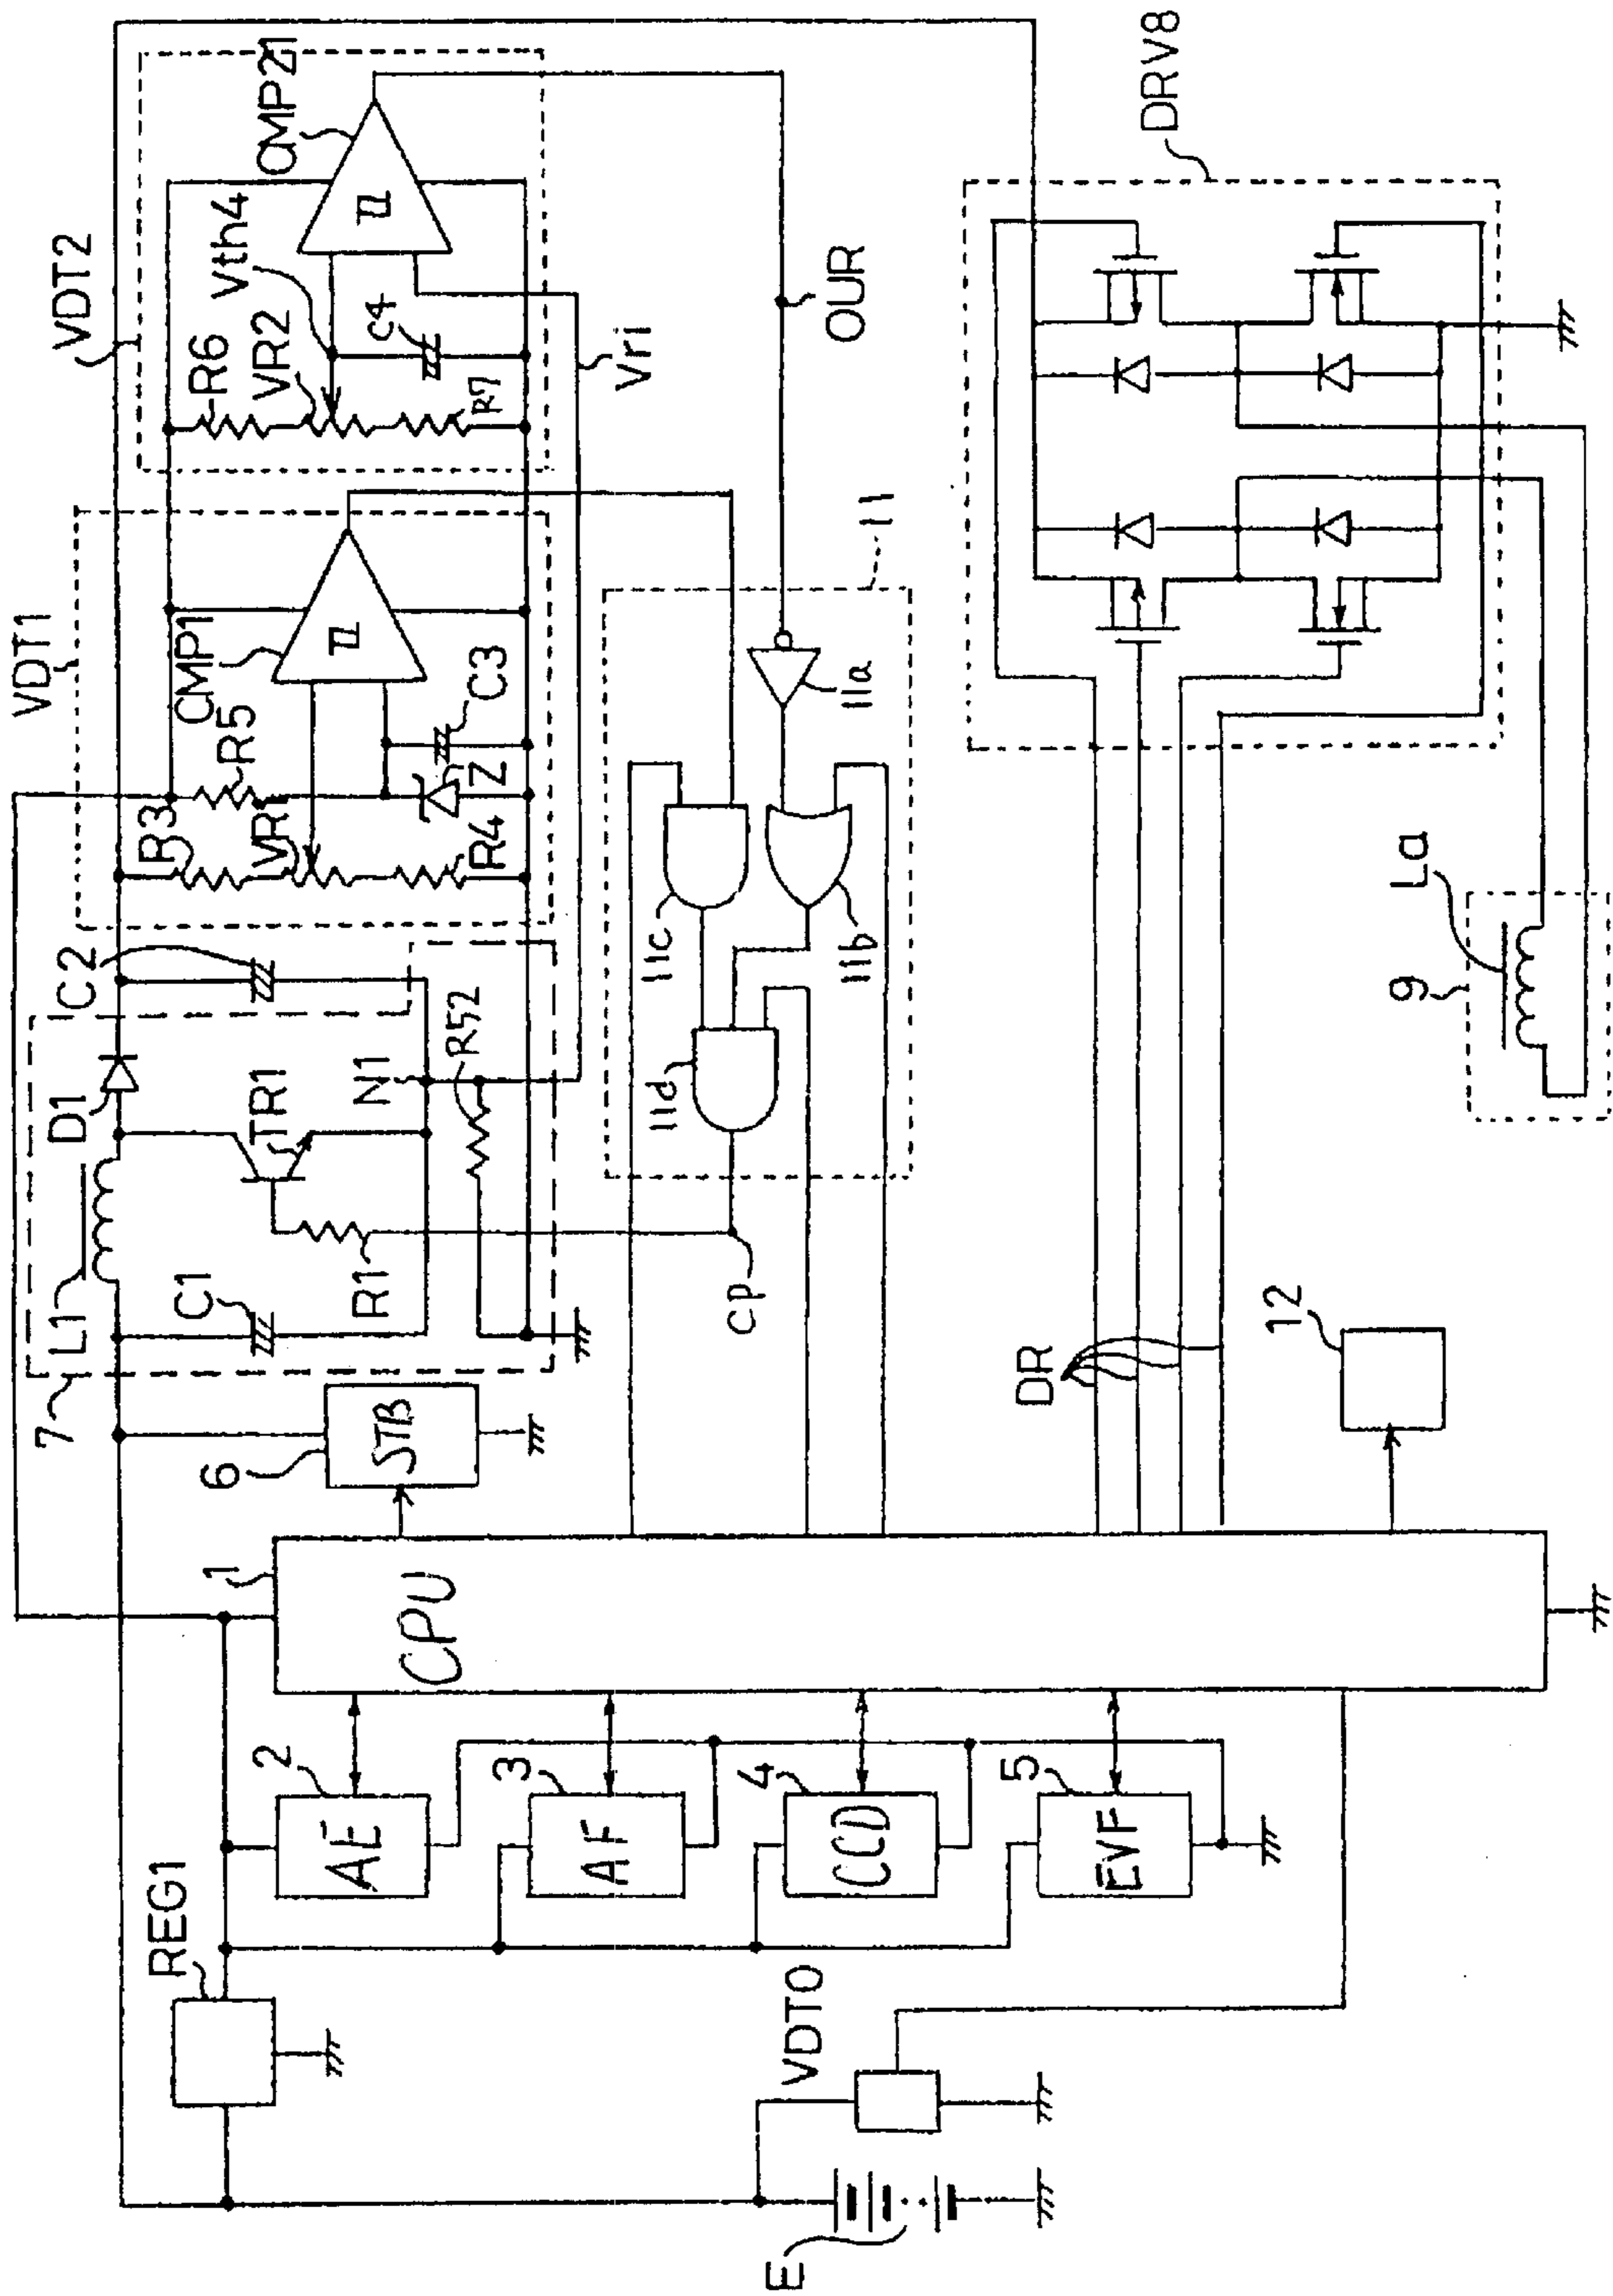 VDT1
VDT2
CMP21
R6
VR2
Vth4
C4
R7
CMP1
R3
R5
VR1
C3
Z
R4
Vri
OUR
DRV8
7
L1
D1
C2
C1
TR1
N1
R52
R1
11
11a
11b
11c
11d
CP
6
STB
1
CPU
DR
12
9
La
REG1
2
AE
3
AF
4
CCD
5
EVF
VDT0
E